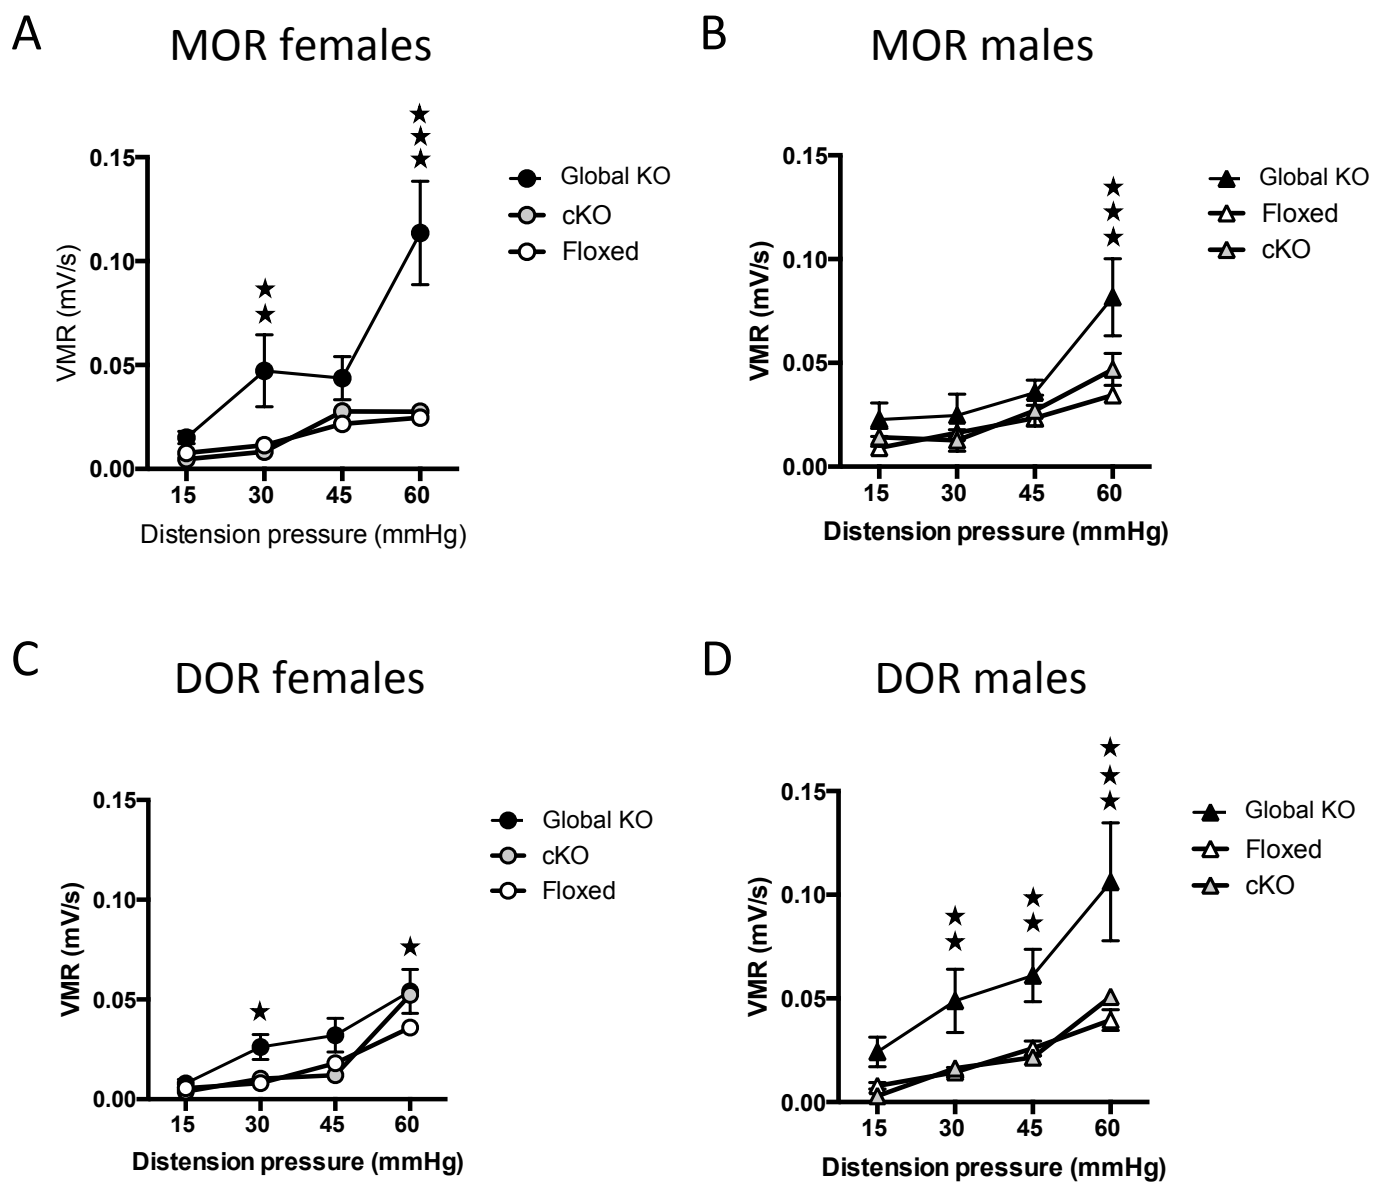 A
MOR females
0.15
0.10
0.05
0.00
VMR (mV/s)
15 30 45 60
Distension pressure (mmHg)
Global KO
cKO
Floxed
B
MOR males
0.15
0.10
0.05
0.00
VMR (mV/s)
15 30 45 60
Distension pressure (mmHg)
Global KO
Floxed
cKO
C
DOR females
0.15
0.10
0.05
0.00
VMR (mV/s)
15 30 45 60
Distension pressure (mmHg)
Global KO
cKO
Floxed
D
DOR males
0.15
0.10
0.05
0.00
VMR (mV/s)
15 30 45 60
Distension pressure (mmHg)
Global KO
Floxed
cKO